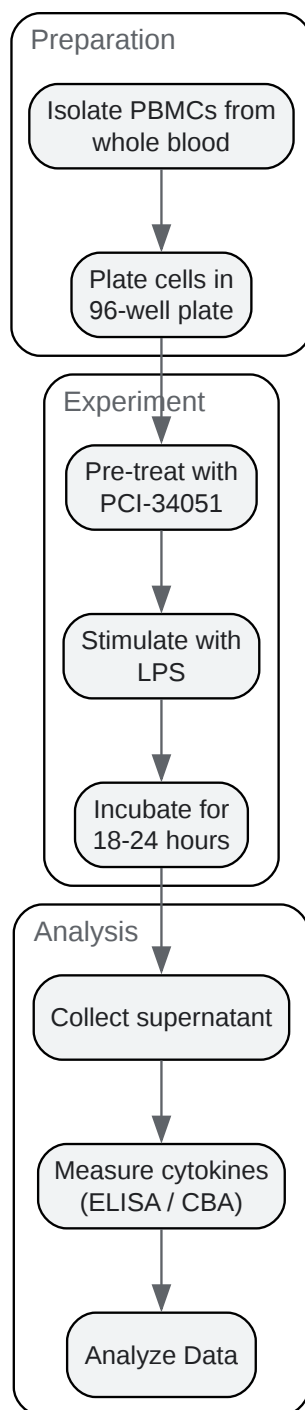 Preparation
Isolate PBMCs from
whole blood
Plate cells in
96-well plate
Experiment
Pre-treat with
PCI-34051
Stimulate with
LPS
Incubate for
18-24 hours
Analysis
Collect supernatant
Measure cytokines
(ELISA / CBA)
Analyze Data